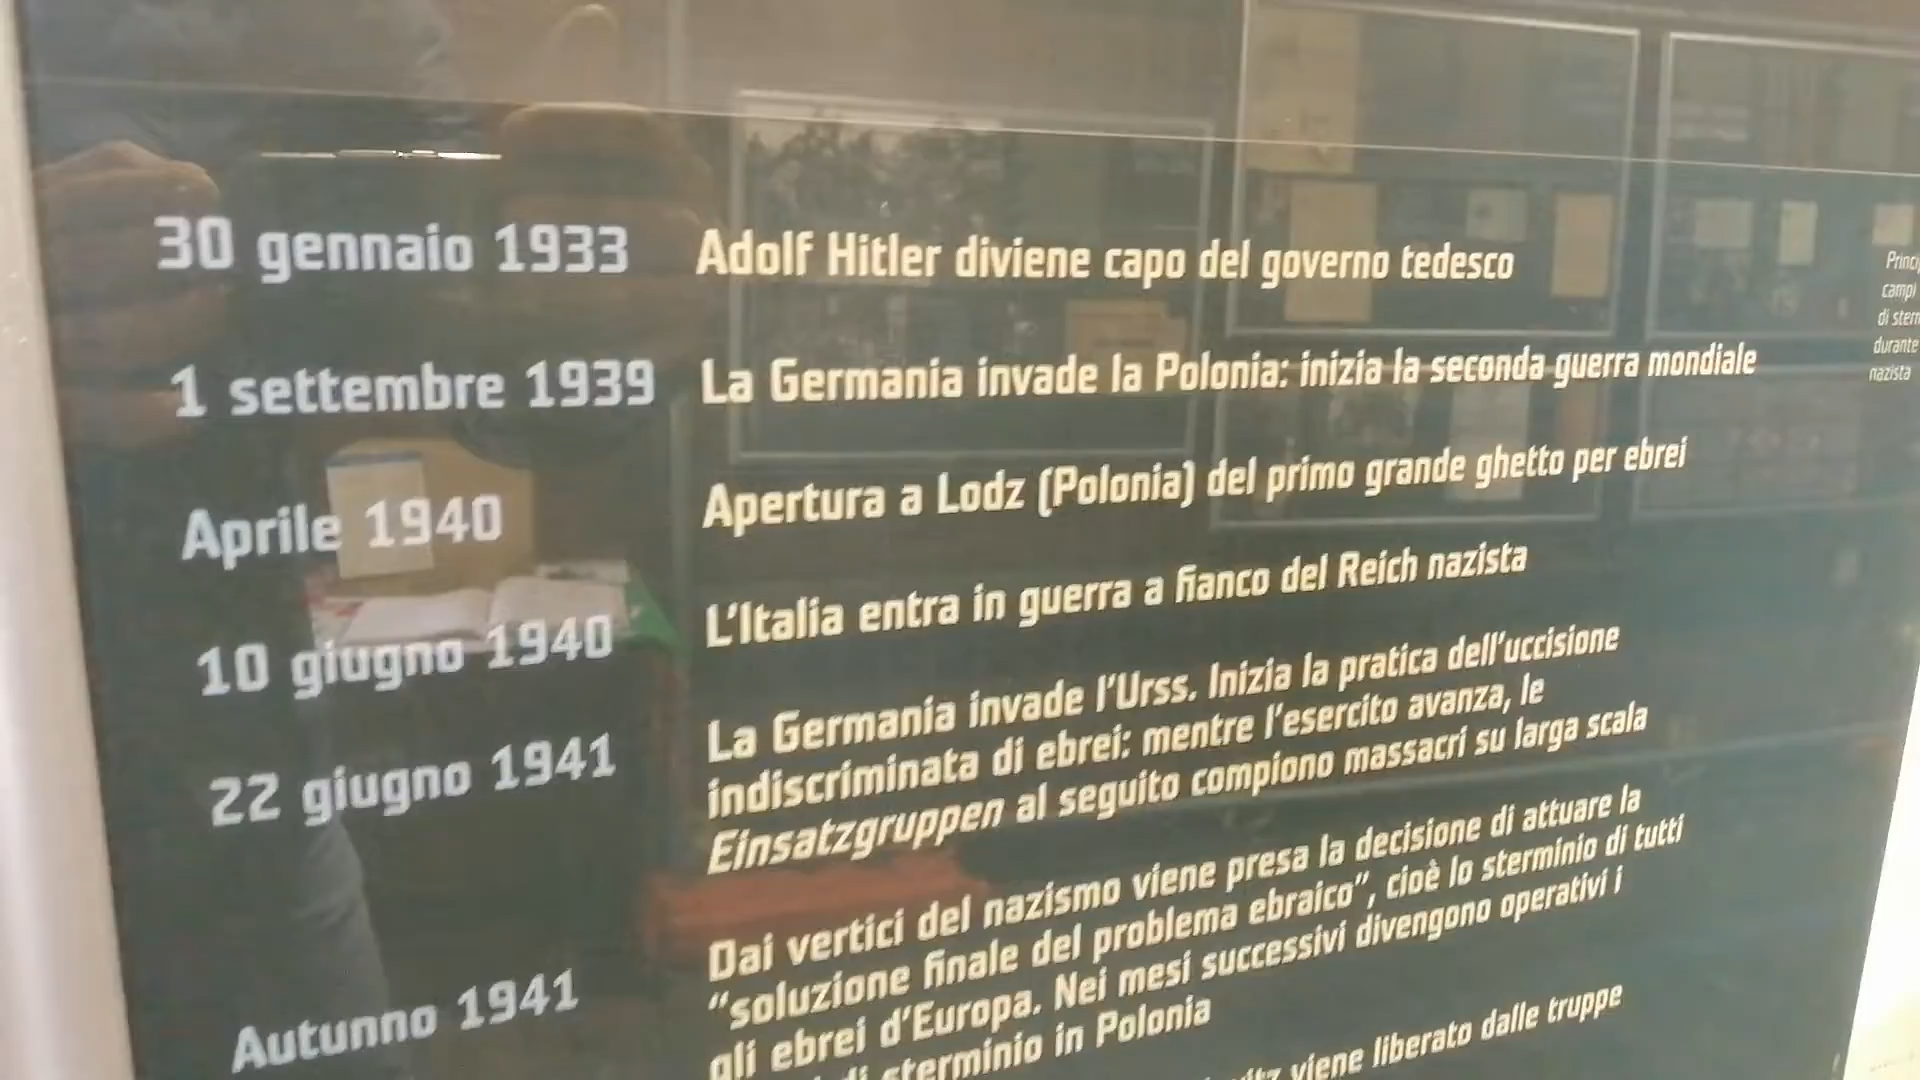 30 gennaio 1933 Adolf Hitler diviene capo del governo tedesco
1 settembre 1939 La Germania invade la Polonia: inizia la seconda guerra mondiale
Aprile 1940 Apertura a Lodz (Polonia) del primo grande ghetto per ebrei
10 giugno 1940 L'Italia entra in guerra a fianco del Reich nazista
22 giugno 1941 La Germania invade l'Urss. Inizia la pratica dell'uccisione
indiscriminata di ebrei: mentre l'esercito avanza, le
Einsatzgruppen al seguito compiono massacri su larga scala
Autunno 1941 Dai vertici del nazismo viene presa la decisione di attuare la
"soluzione finale del problema ebraico", cioè lo sterminio di tutti
gli ebrei d'Europa. Nei mesi successivi divengono operativi i
di sterminio in Polonia
viene liberato dalle truppe
campi
durante
nazista